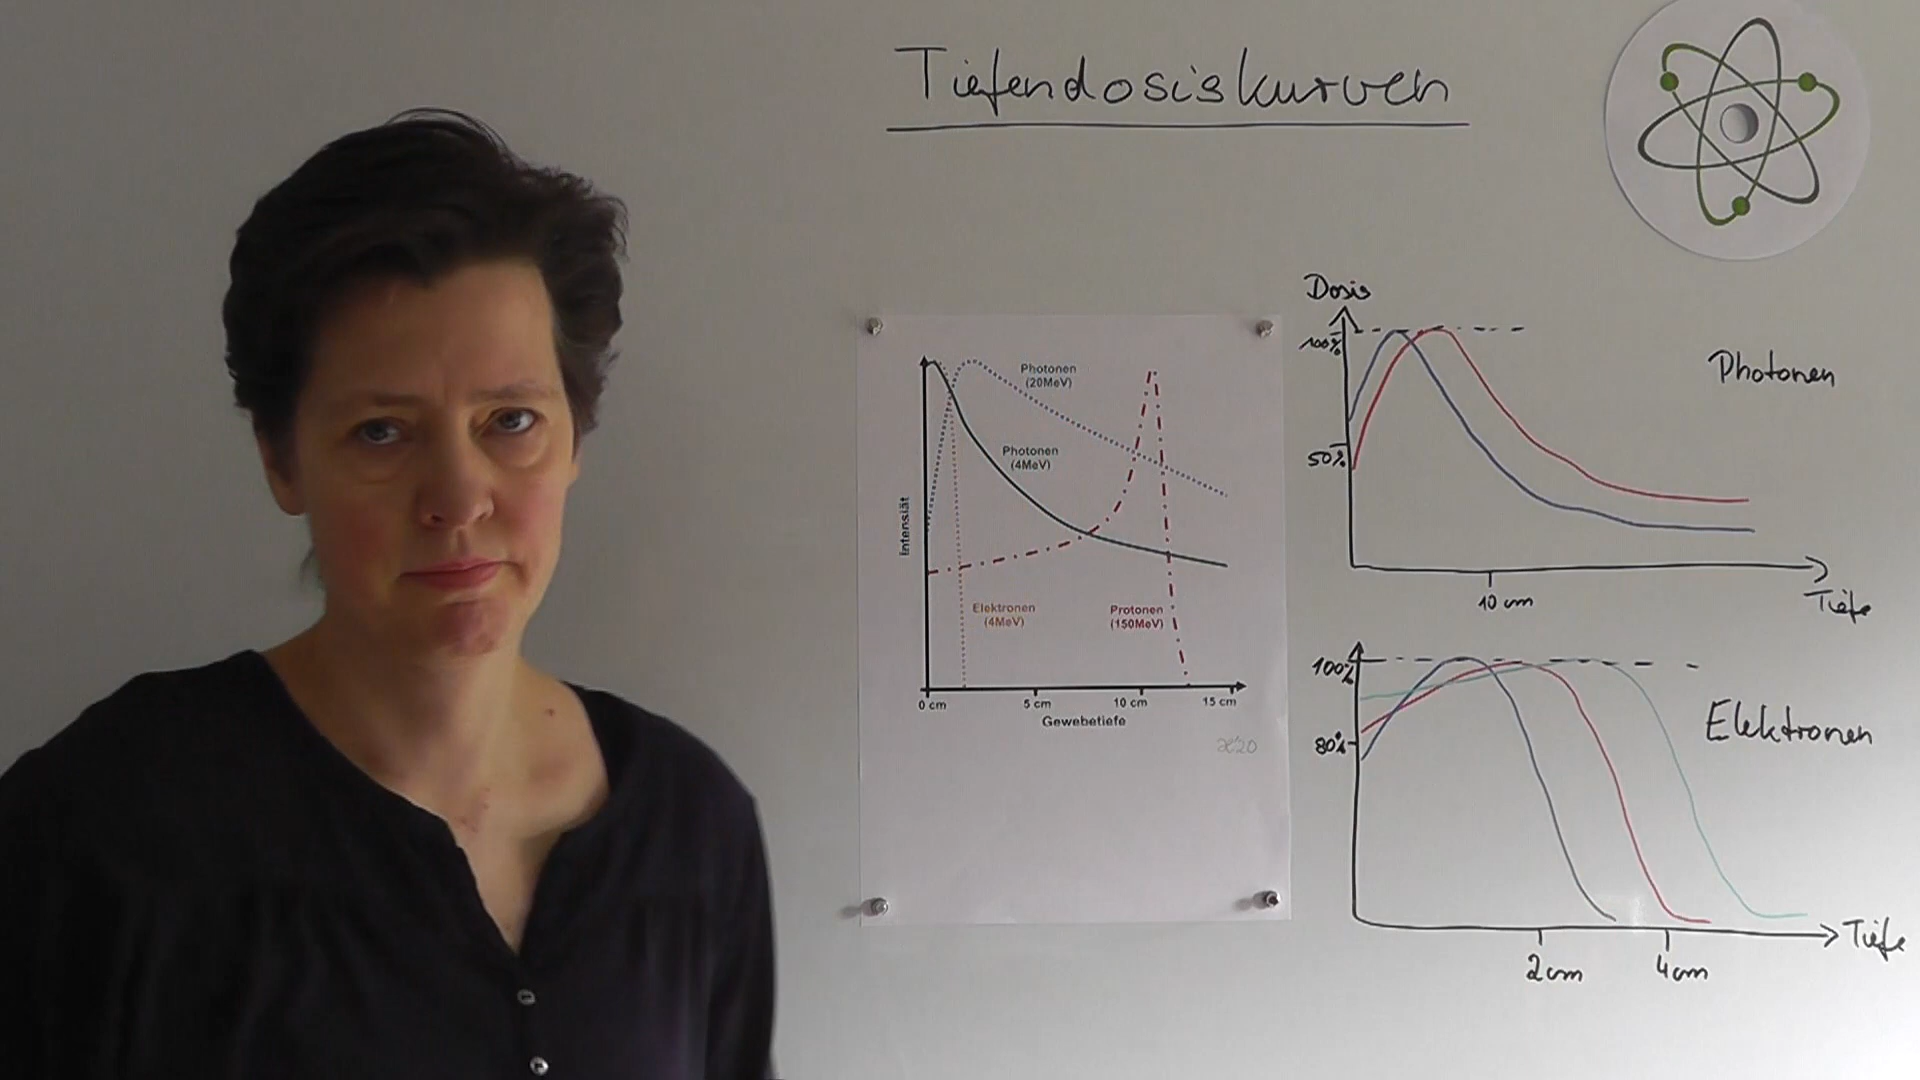 Tiefendosiskurven
Photonen
(20MeV)
Photonen
(4MeV)
Intensiät
Elektronen
(4MeV)
Protonen
(150MeV)
0 cm
5 cm
10 cm
15 cm
Gewebetiefe
Dosis
100%
50%
Photonen
10 cm
Tiefe
100%
80%
Elektronen
2cm
4cm
Tiefe